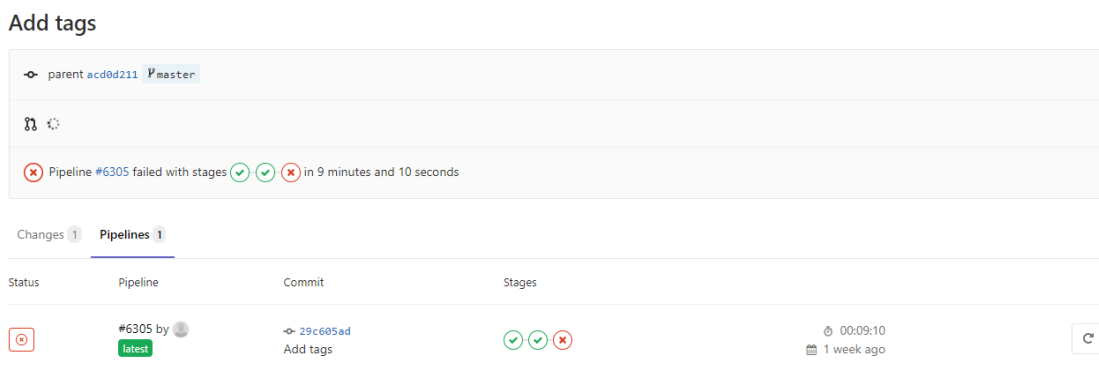 Add tags
parent acd0d211 master
Pipeline #6305 failed with stages in 9 minutes and 10 seconds
Changes 1 Pipelines 1
Status Pipeline Commit Stages
#6305 by 29c605ad 00:09:10
latest Add tags 1 week ago